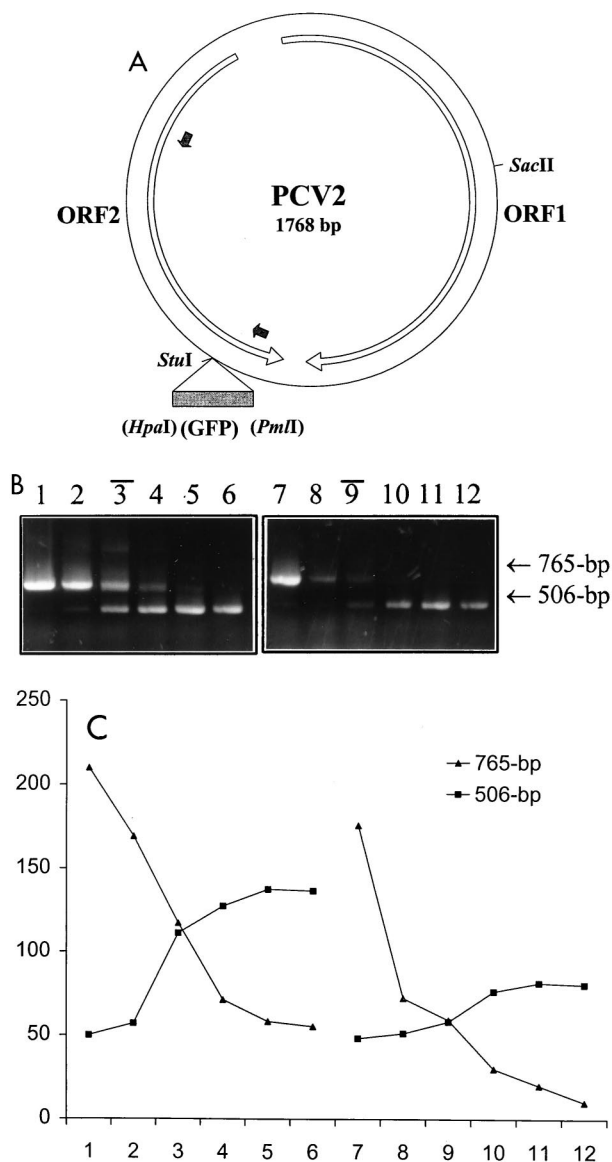 A
SacII
PCV2
1768 bp
ORF2
ORF1
StuI
(HpaI) (GFP) (PmlI)
B
1 2 3 4 5 6 7 8 9 10 11 12
← 765-bp
← 506-bp
C
250
200
150
100
50
0
765-bp
506-bp
1 2 3 4 5 6 7 8 9 10 11 12